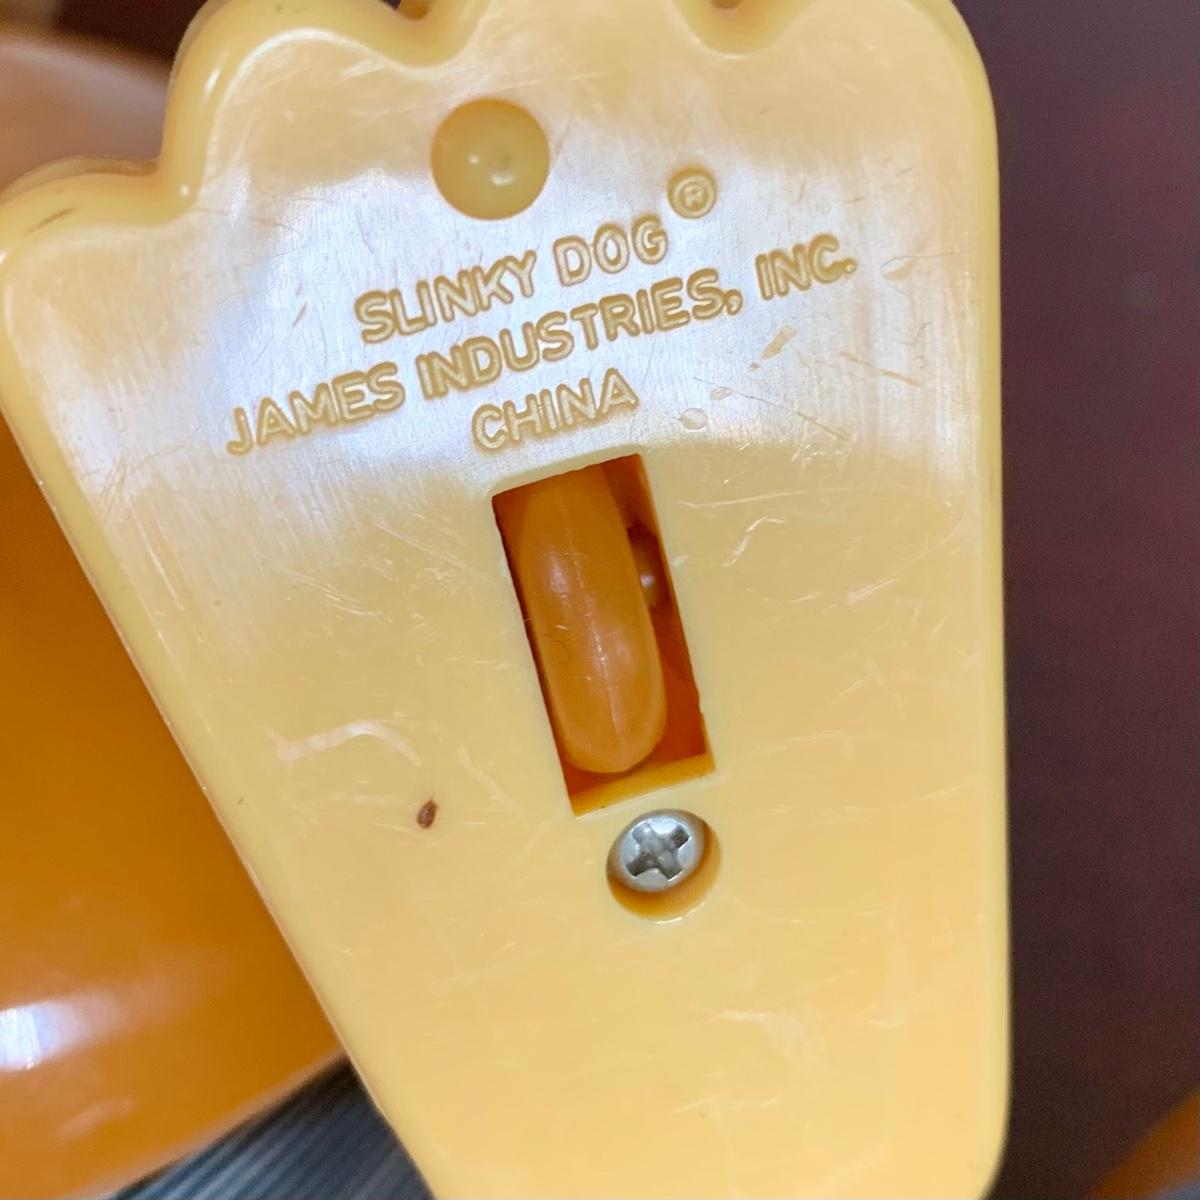 SLINKY DOG ®
JAMES INDUSTRIES, INC.
CHINA